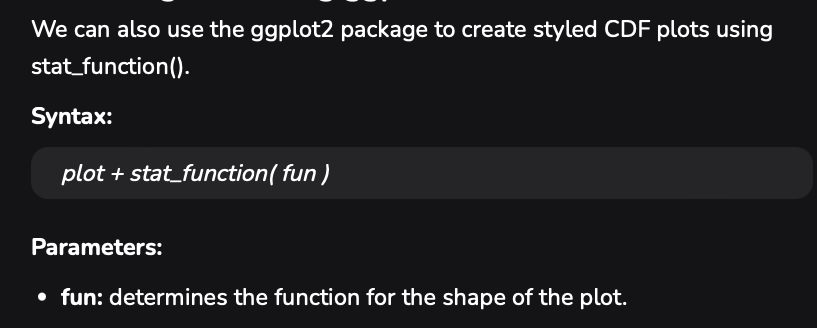 We can also use the ggplot2 package to create styled CDF plots using
stat_function().
Syntax:
plot + stat_function( fun )
Parameters:
• fun: determines the function for the shape of the plot.